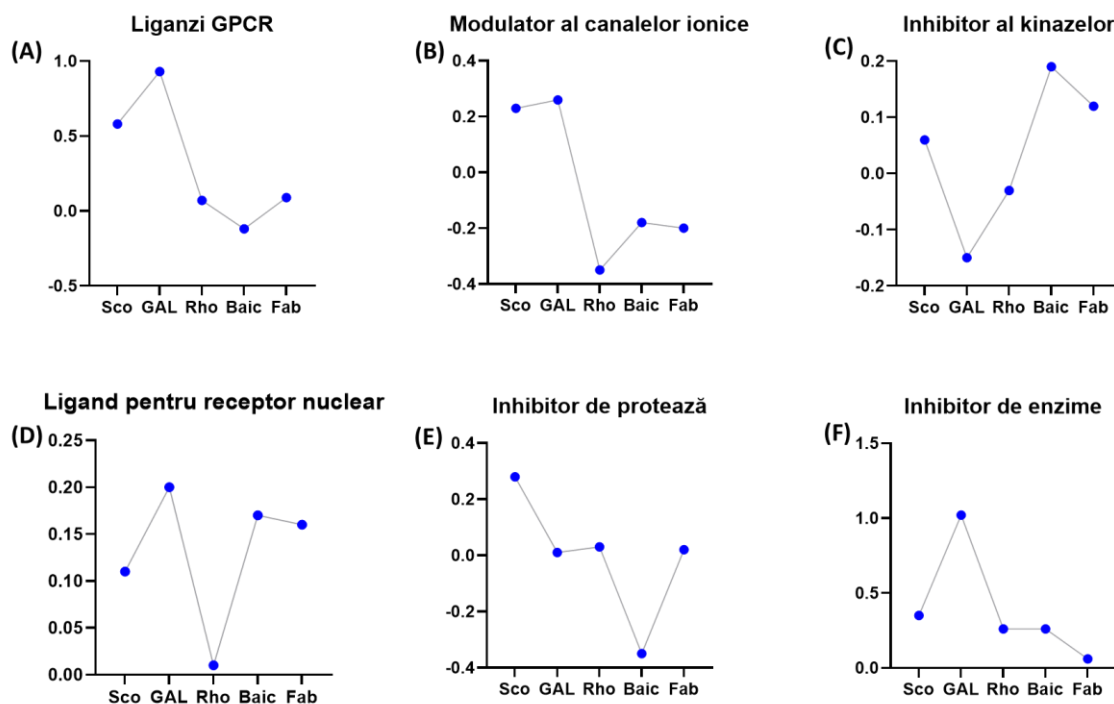 Liganzi GPCR
(A)
1.0
0.5
0.0
-0.5
Sco GAL Rho Baic Fab
Modulator al canalelor ionice
(B)
0.4
0.2
0.0
-0.2
-0.4
Sco GAL Rho Baic Fab
Inhibitor al kinazelor
(C)
0.2
0.1
0.0
-0.1
-0.2
Sco GAL Rho Baic Fab
Ligand pentru receptor nuclear
(D)
0.25
0.20
0.15
0.10
0.05
0.00
Sco GAL Rho Baic Fab
Inhibitor de protează
(E)
0.4
0.2
0.0
-0.2
-0.4
Sco GAL Rho Baic Fab
Inhibitor de enzime
(F)
1.5
1.0
0.5
0.0
Sco GAL Rho Baic Fab